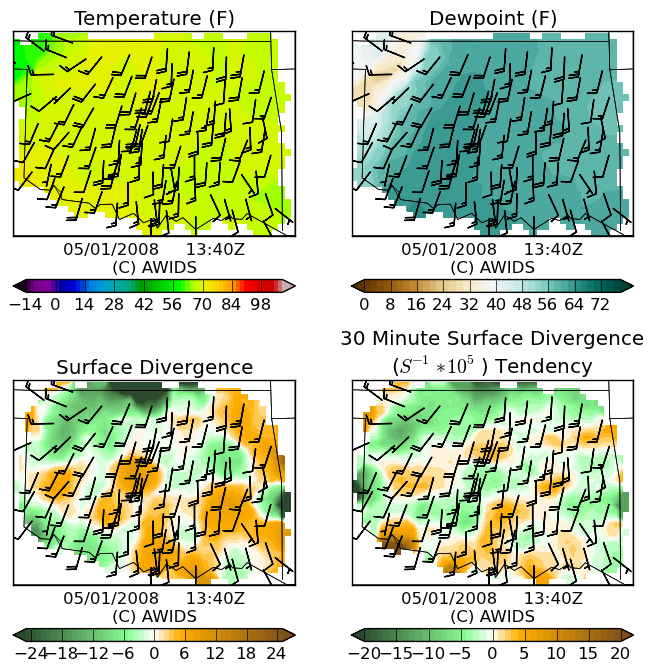 Temperature (F)
Dewpoint (F)
05/01/2008 13:40Z
(C) AWIDS
05/01/2008 13:40Z
(C) AWIDS
−14 0 14 28 42 56 70 84 98
0 8 16 24 32 40 48 56 64 72
Surface Divergence
30 Minute Surface Divergence
(S⁻¹ *10⁵ ) Tendency
05/01/2008 13:40Z
(C) AWIDS
05/01/2008 13:40Z
(C) AWIDS
−24 −18 −12 −6 0 6 12 18 24
−20 −15 −10 −5 0 5 10 15 20